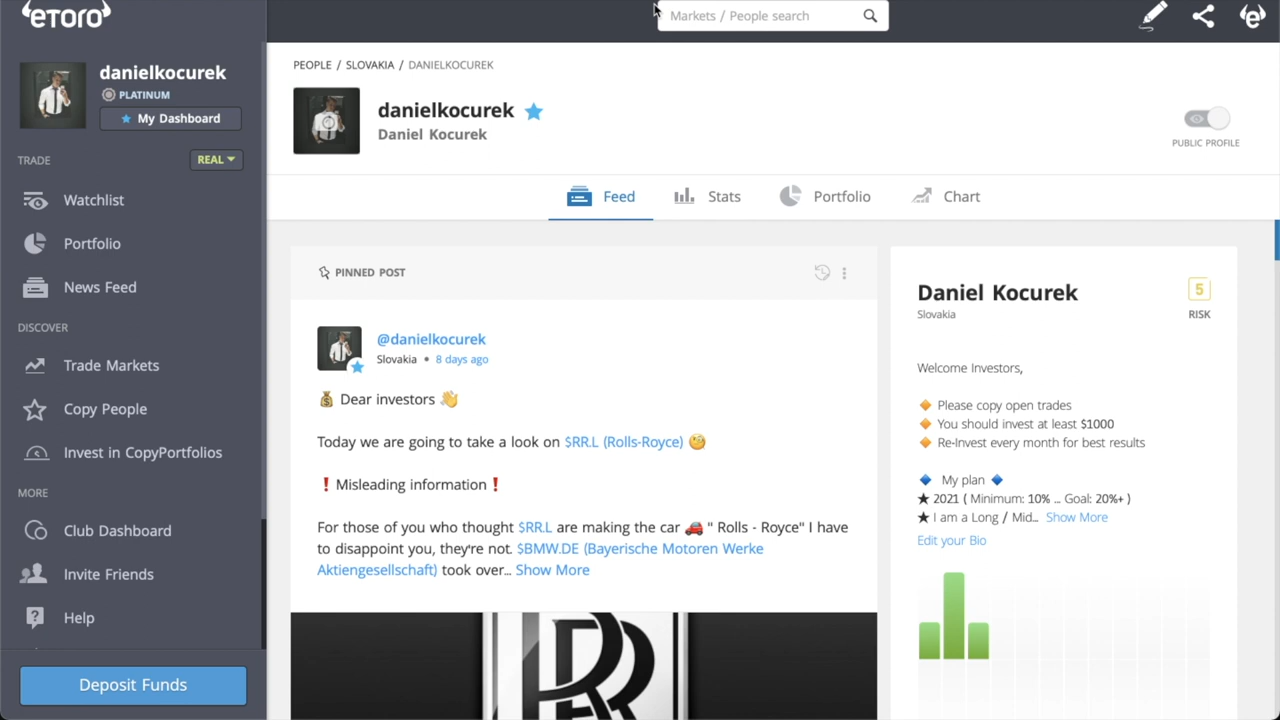 eTORO
Markets / People search
danielkocurek
PLATINUM
My Dashboard
TRADE
REAL
Watchlist
Portfolio
News Feed
DISCOVER
Trade Markets
Copy People
Invest in CopyPortfolios
MORE
Club Dashboard
Invite Friends
Help
Deposit Funds
PEOPLE / SLOVAKIA / DANIELKOCUREK
danielkocurek
Daniel Kocurek
PUBLIC PROFILE
Feed
Stats
Portfolio
Chart
PINNED POST
@danielkocurek
Slovakia • 8 days ago
💰 Dear investors 👋
Today we are going to take a look on $RR.L (Rolls-Royce) 🧐
❗ Misleading information ❗
For those of you who thought $RR.L are making the car 🚗 " Rolls - Royce" I have
to disappoint you, they're not. $BMW.DE (Bayerische Motoren Werke
Aktiengesellschaft) took over... Show More
RR
Daniel Kocurek
Slovakia
5
RISK
Welcome Investors,
🔸 Please copy open trades
🔸 You should invest at least $1000
🔸 Re-Invest every month for best results
🔹 My plan 🔹
★ 2021 ( Minimum: 10% ... Goal: 20%+ )
★ I am a Long / Mid... Show More
Edit your Bio